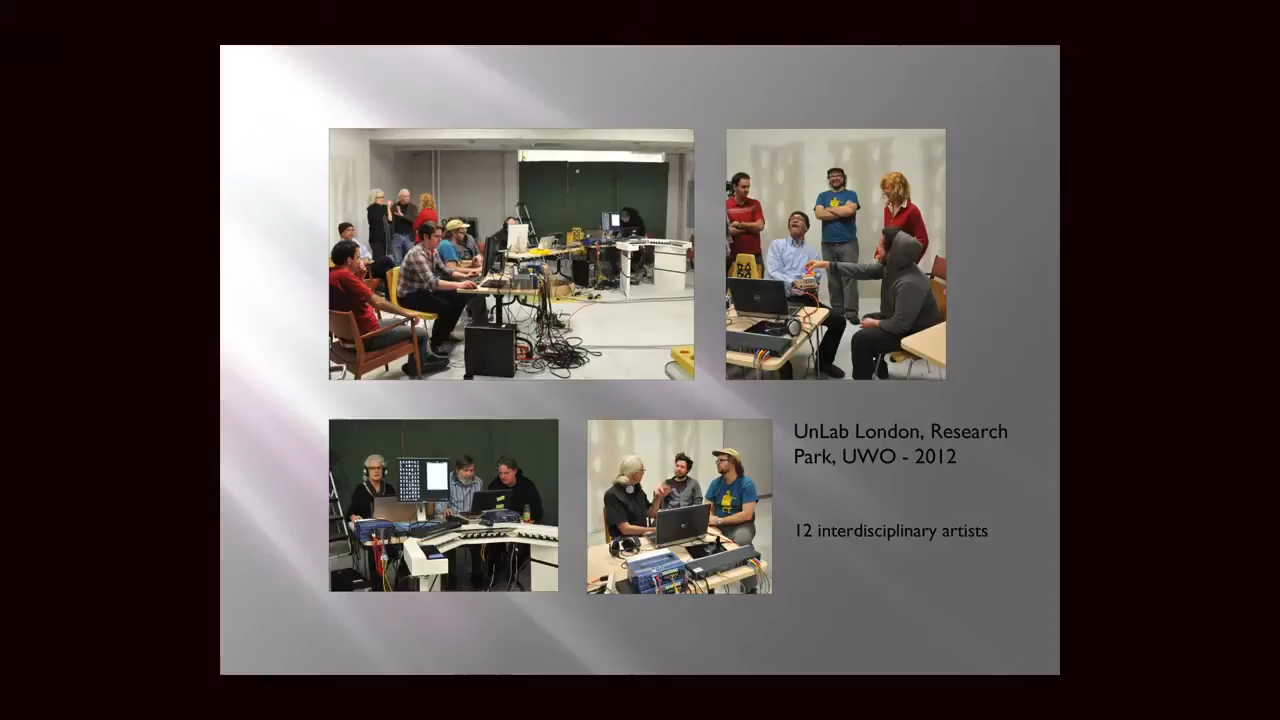 UnLab London, Research
Park, UWO - 2012
12 interdisciplinary artists